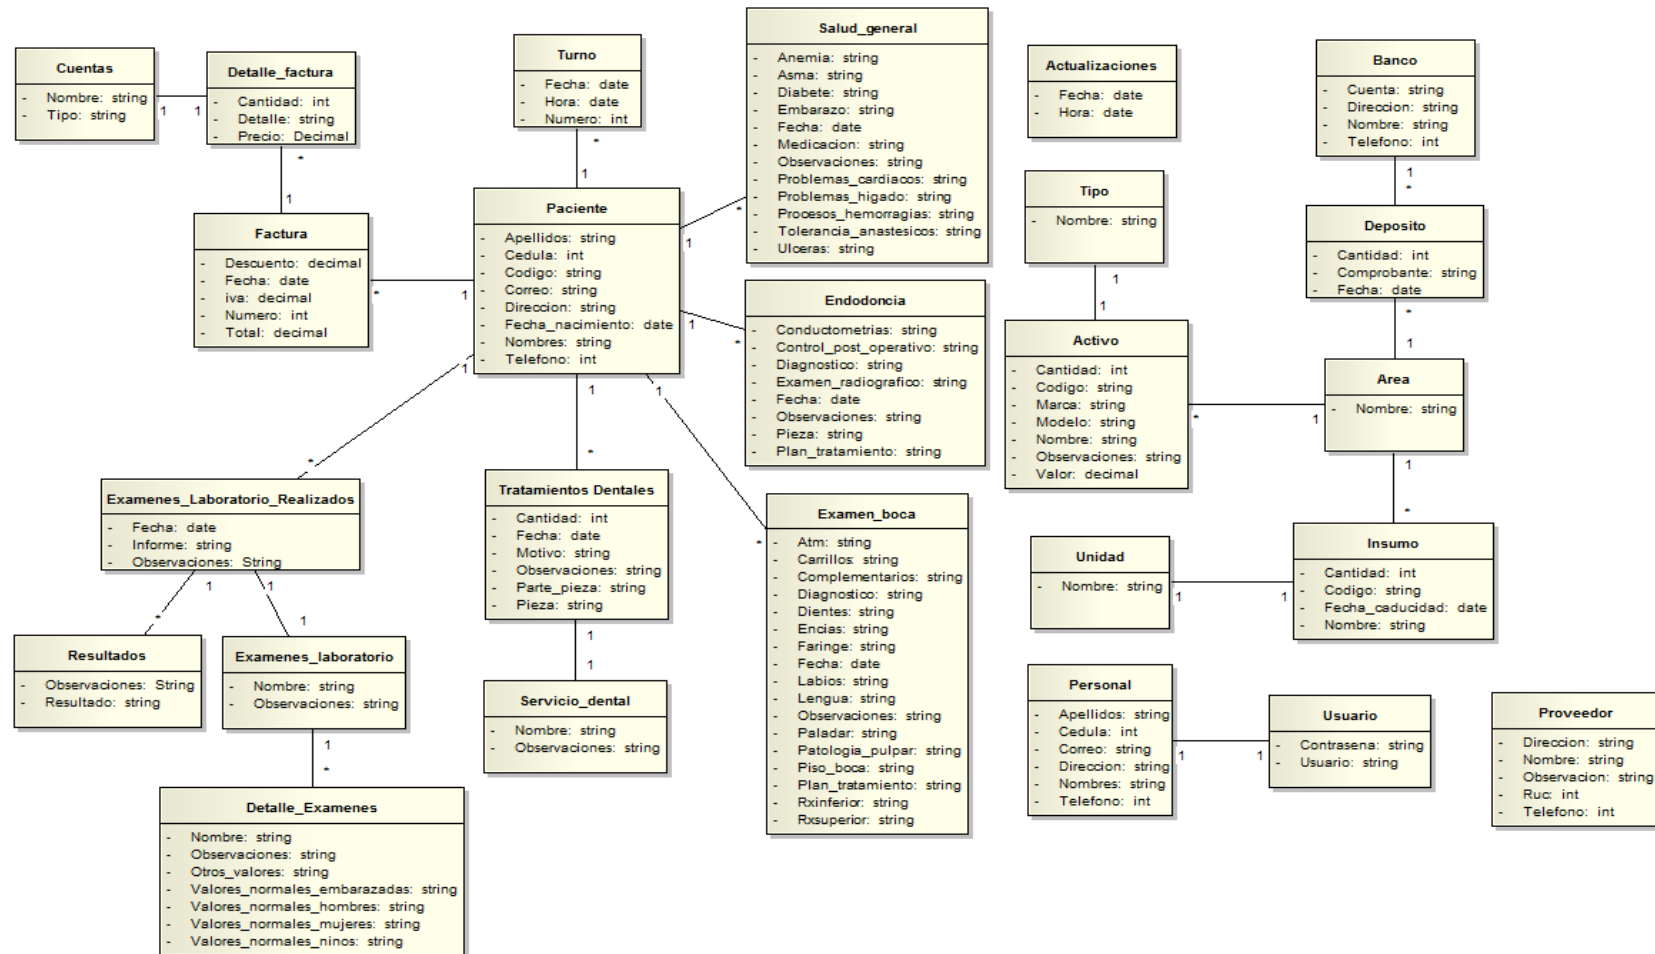 Cuentas
- Nombre: string
- Tipo: string
1
1
Detalle_factura
- Cantidad: int
- Detalle: string
- Precio: Decimal
*
1
Factura
- Descuento: decimal
- Fecha: date
- iva: decimal
- Numero: int
- Total: decimal
*
1
Turno
- Fecha: date
- Hora: date
- Numero: int
*
1
Paciente
- Apellidos: string
- Cedula: int
- Codigo: string
- Correo: string
- Direccion: string
- Fecha_nacimiento: date
- Nombres: string
- Telefono: int
1
*
Salud_general
- Anemia: string
- Asma: string
- Diabete: string
- Embarazo: string
- Fecha: date
- Medicacion: string
- Observaciones: string
- Problemas_cardiacos: string
- Problemas_higado: string
- Procesos_hemorragias: string
- Tolerancia_anastesicos: string
- Ulceras: string
1
*
Endodoncia
- Conductometrias: string
- Control_post_operativo: string
- Diagnostico: string
- Examen_radiografico: string
- Fecha: date
- Observaciones: string
- Pieza: string
- Plan_tratamiento: string
1
*
Examen_boca
- Atm: string
- Carrillos: string
- Complementarios: string
- Diagnostico: string
- Dientes: string
- Encias: string
- Faringe: string
- Fecha: date
- Labios: string
- Lengua: string
- Observaciones: string
- Paladar: string
- Patologia_pulpar: string
- Piso_boca: string
- Plan_tratamiento: string
- Rxinferior: string
- Rxsuperior: string
1
*
Tratamientos Dentales
- Cantidad: int
- Fecha: date
- Motivo: string
- Observaciones: string
- Parte_pieza: string
- Pieza: string
1
1
Servicio_dental
- Nombre: string
- Observaciones: string
1
*
Examenes_Laboratorio_Realizados
- Fecha: date
- Informe: string
- Observaciones: String
1
*
1
1
Resultados
- Observaciones: String
- Resultado: string
Examenes_laboratorio
- Nombre: string
- Observaciones: string
1
*
Detalle_Examenes
- Nombre: string
- Observaciones: string
- Otros_valores: string
- Valores_normales_embarazadas: string
- Valores_normales_hombres: string
- Valores_normales_mujeres: string
- Valores_normales_ninos: string
Actualizaciones
- Fecha: date
- Hora: date
Tipo
- Nombre: string
1
1
Activo
- Cantidad: int
- Codigo: string
- Marca: string
- Modelo: string
- Nombre: string
- Observaciones: string
- Valor: decimal
*
1
Banco
- Cuenta: string
- Direccion: string
- Nombre: string
- Telefono: int
1
*
Deposito
- Cantidad: int
- Comprobante: string
- Fecha: date
*
1
Area
- Nombre: string
1
*
Insumo
- Cantidad: int
- Codigo: string
- Fecha_caducidad: date
- Nombre: string
Unidad
- Nombre: string
1
1
Personal
- Apellidos: string
- Cedula: int
- Correo: string
- Direccion: string
- Nombres: string
- Telefono: int
1
1
Usuario
- Contrasena: string
- Usuario: string
Proveedor
- Direccion: string
- Nombre: string
- Observacion: string
- Ruc: int
- Telefono: int